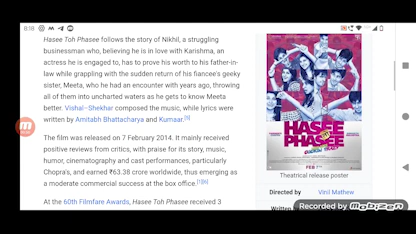 8:18
Hasee Toh Phasee follows the story of Nikhil, a struggling
businessman who, believing he is in love with Karishma, an
actress he is engaged to, has to prove his worth to his father-in-
law while grappling with the sudden return of his fiancee's geeky
sister, Meeta, who he had an encounter with years ago, throwing
all of them into uncharted waters as he gets to know Meeta
better. Vishal–Shekhar composed the music, while lyrics were
written by Amitabh Bhattacharya and Kumaar.[5]
The film was released on 7 February 2014. It mainly received
positive reviews from critics, with praise for its story, music,
humor, cinematography and cast performances, particularly
Chopra's, and earned ₹63.38 crore worldwide, thus emerging as
a moderate commercial success at the box office.[1][6]
At the 60th Filmfare Awards, Hasee Toh Phasee received 3
HASEE
TOH
PHASEE
FEB 7
Theatrical release poster
Directed by Vinil Mathew
Written
Recorded by Mobizen